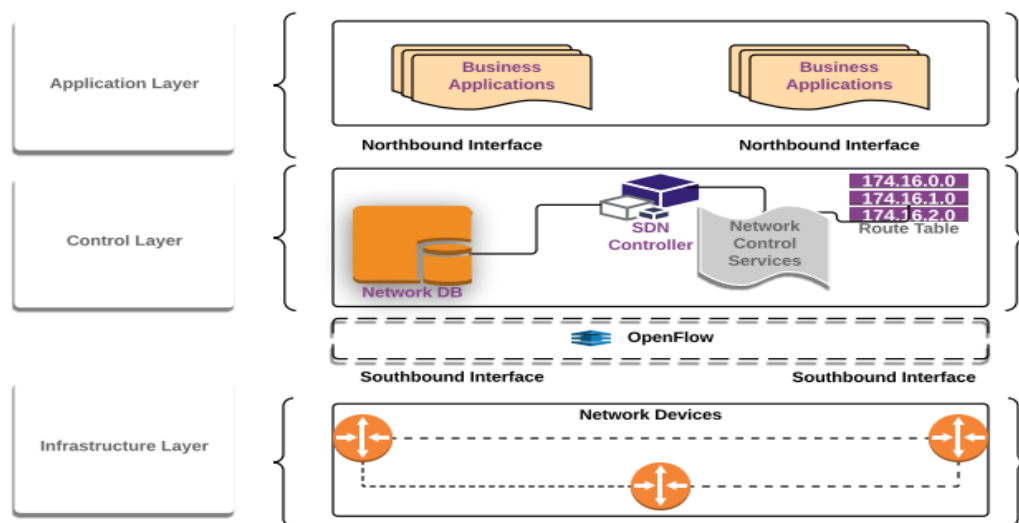 Application Layer
Business
Applications
Business
Applications
Northbound Interface
Northbound Interface
Control Layer
Network DB
SDN
Controller
Network
Control
Services
174.16.0.0
174.16.1.0
174.16.2.0
Route Table
OpenFlow
Southbound Interface
Southbound Interface
Infrastructure Layer
Network Devices